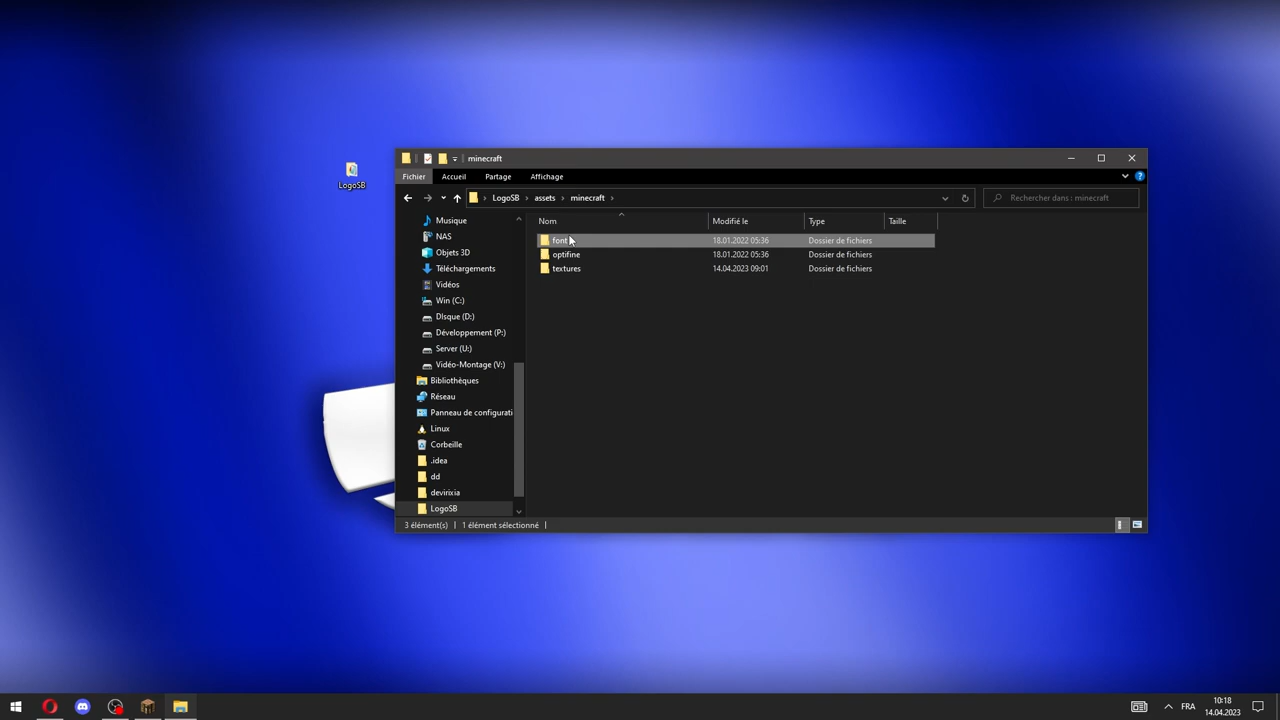 LogoSB
minecraft
Fichier Accueil Partage Affichage
LogoSB assets minecraft
Rechercher dans : minecraft
Nom Modifié le Type Taille
font 18.01.2022 05:36 Dossier de fichiers
optifine 18.01.2022 05:36 Dossier de fichiers
textures 14.04.2023 09:01 Dossier de fichiers
Musique
NAS
Objets 3D
Téléchargements
Vidéos
Win (C:)
DIsque (D:)
Développement (P:)
Server (U:)
Vidéo-Montage (V:)
Bibliothèques
Réseau
Panneau de configurati
Linux
Corbeille
.idea
dd
devirixia
LogoSB
3 élément(s) 1 élément sélectionné
FRA
10:18
14.04.2023